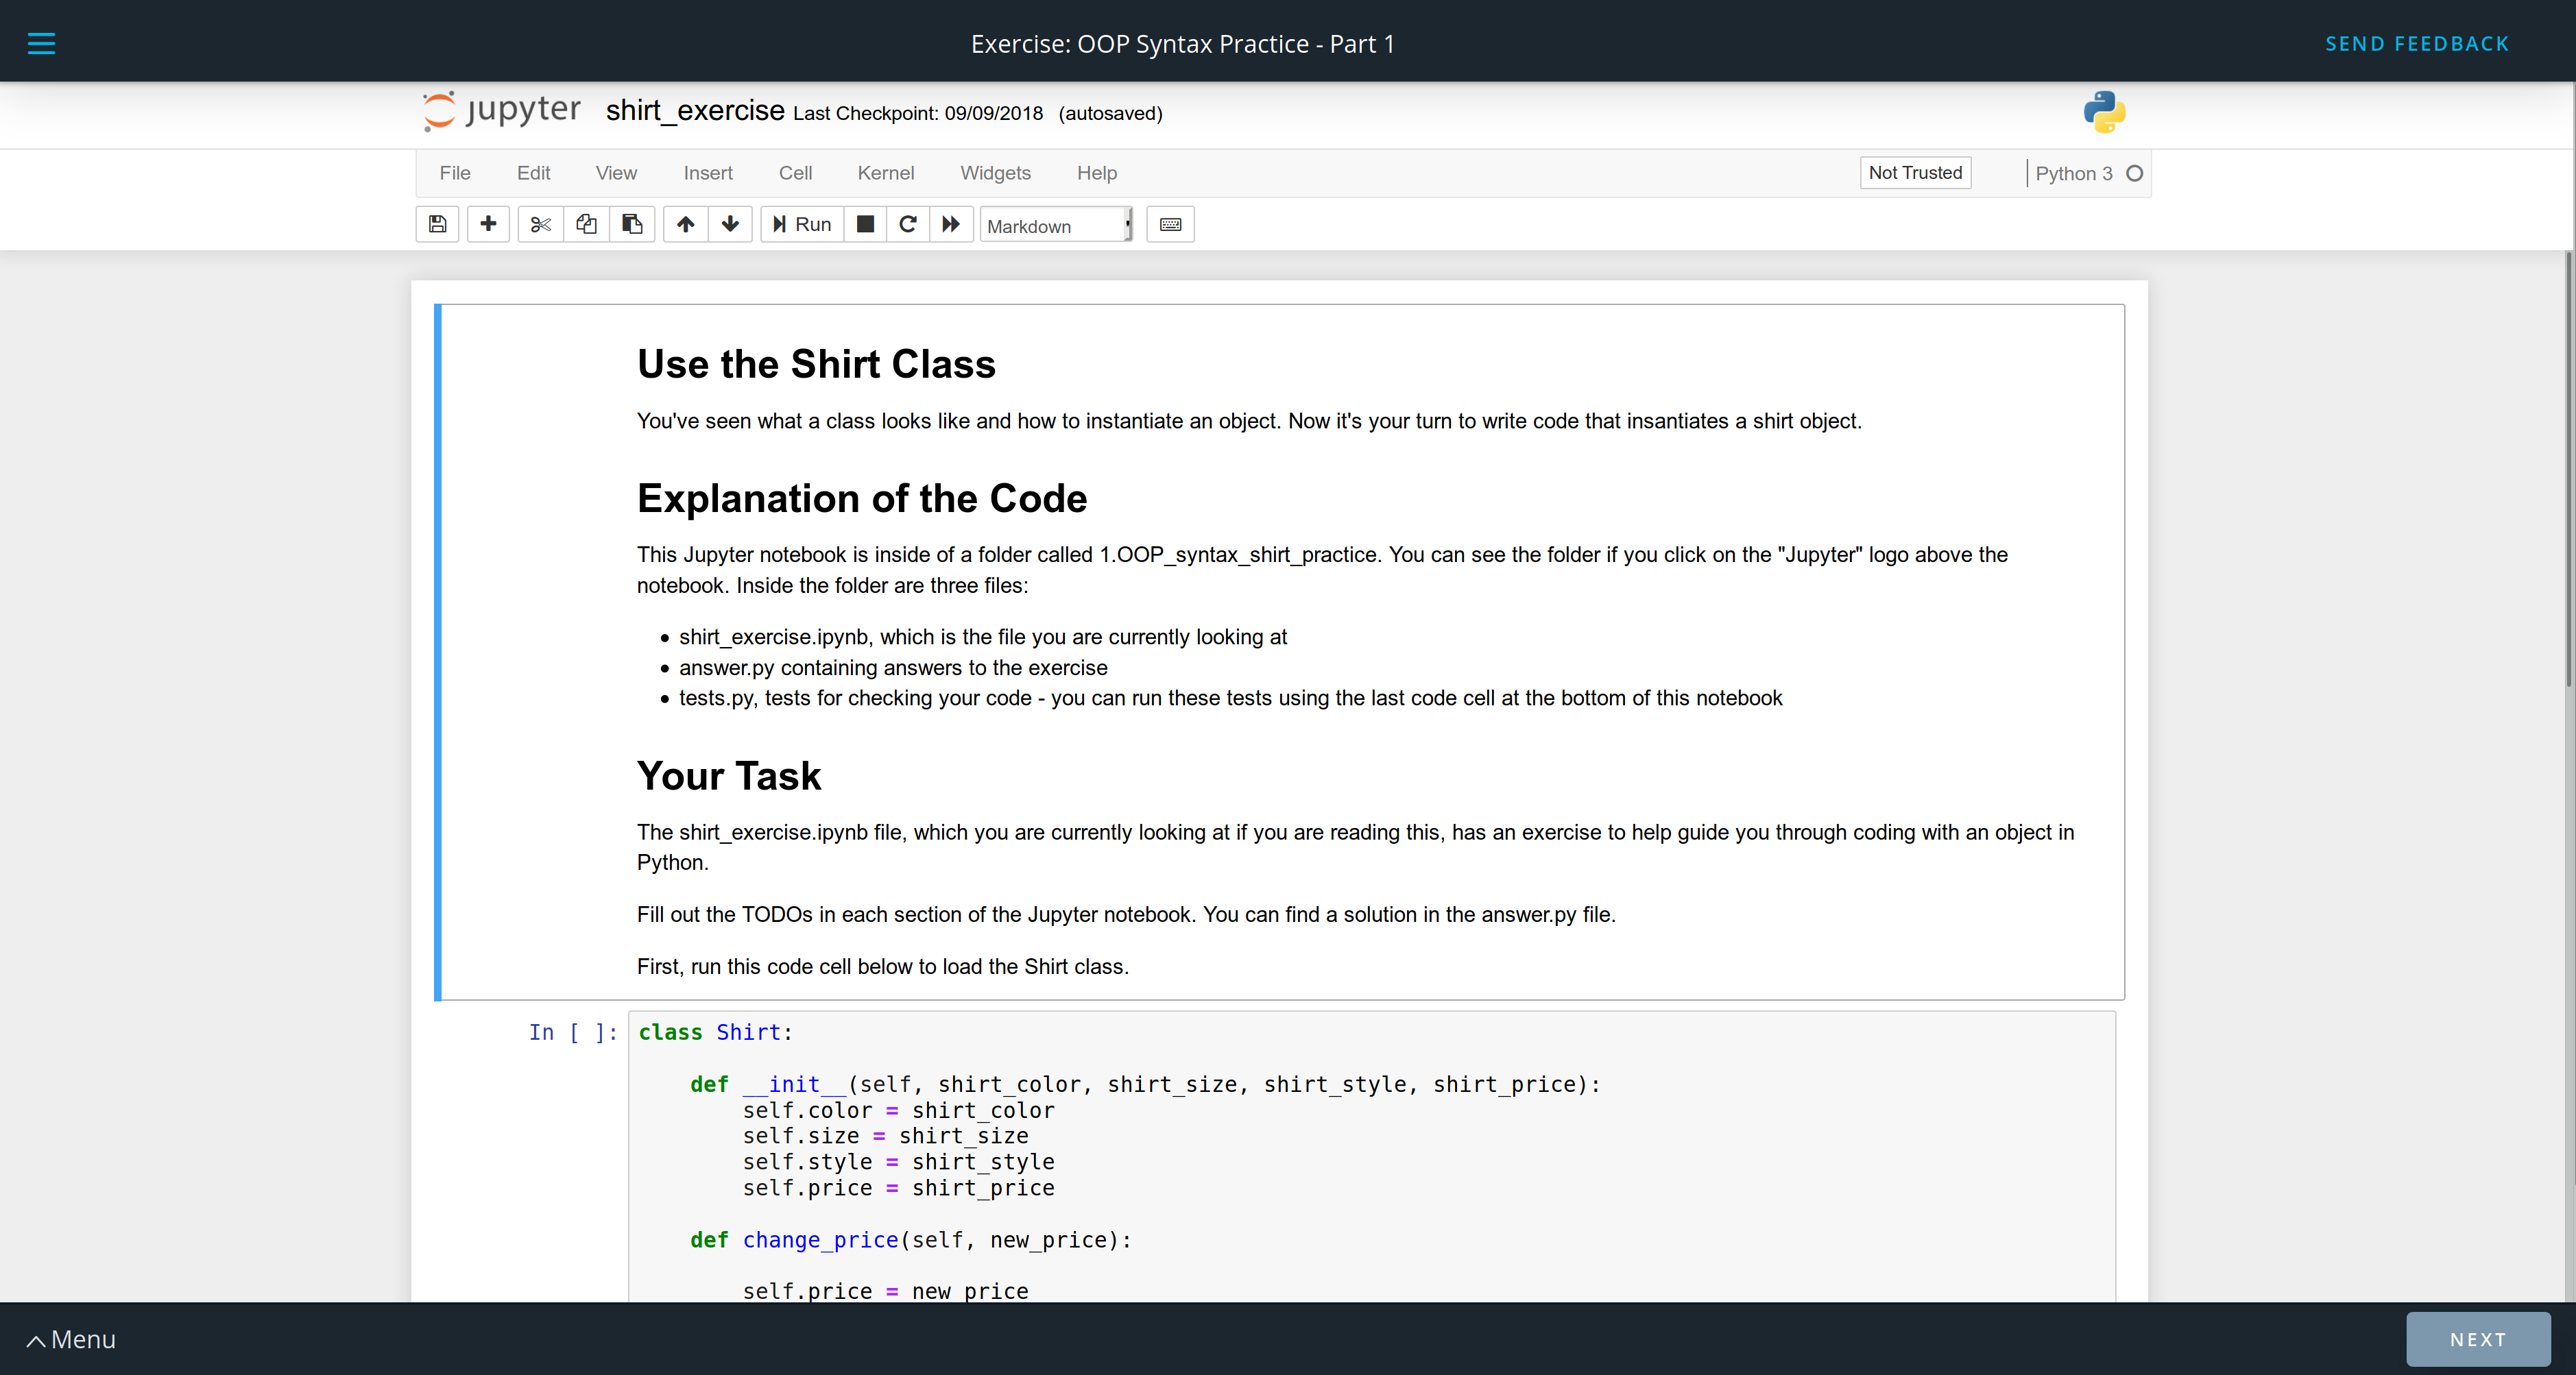 Exercise: OOP Syntax Practice - Part 1
SEND FEEDBACK
jupyter shirt_exercise Last Checkpoint: 09/09/2018 (autosaved)
File Edit View Insert Cell Kernel Widgets Help Not Trusted Python 3
Run Markdown
Use the Shirt Class
You've seen what a class looks like and how to instantiate an object. Now it's your turn to write code that insantiates a shirt object.
Explanation of the Code
This Jupyter notebook is inside of a folder called 1.OOP_syntax_shirt_practice. You can see the folder if you click on the "Jupyter" logo above the
notebook. Inside the folder are three files:
• shirt_exercise.ipynb, which is the file you are currently looking at
• answer.py containing answers to the exercise
• tests.py, tests for checking your code - you can run these tests using the last code cell at the bottom of this notebook
Your Task
The shirt_exercise.ipynb file, which you are currently looking at if you are reading this, has an exercise to help guide you through coding with an object in
Python.
Fill out the TODOs in each section of the Jupyter notebook. You can find a solution in the answer.py file.
First, run this code cell below to load the Shirt class.
In [ ]: class Shirt:
def __init__(self, shirt_color, shirt_size, shirt_style, shirt_price):
self.color = shirt_color
self.size = shirt_size
self.style = shirt_style
self.price = shirt_price
def change_price(self, new_price):
self.price = new_price
Menu
NEXT